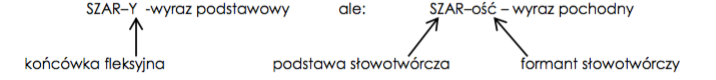 SZAR–Y -wyraz podstawowy ale: SZAR–ość – wyraz pochodny
końcówka fleksyjna podstawa słowotwórcza formant słowotwórczy